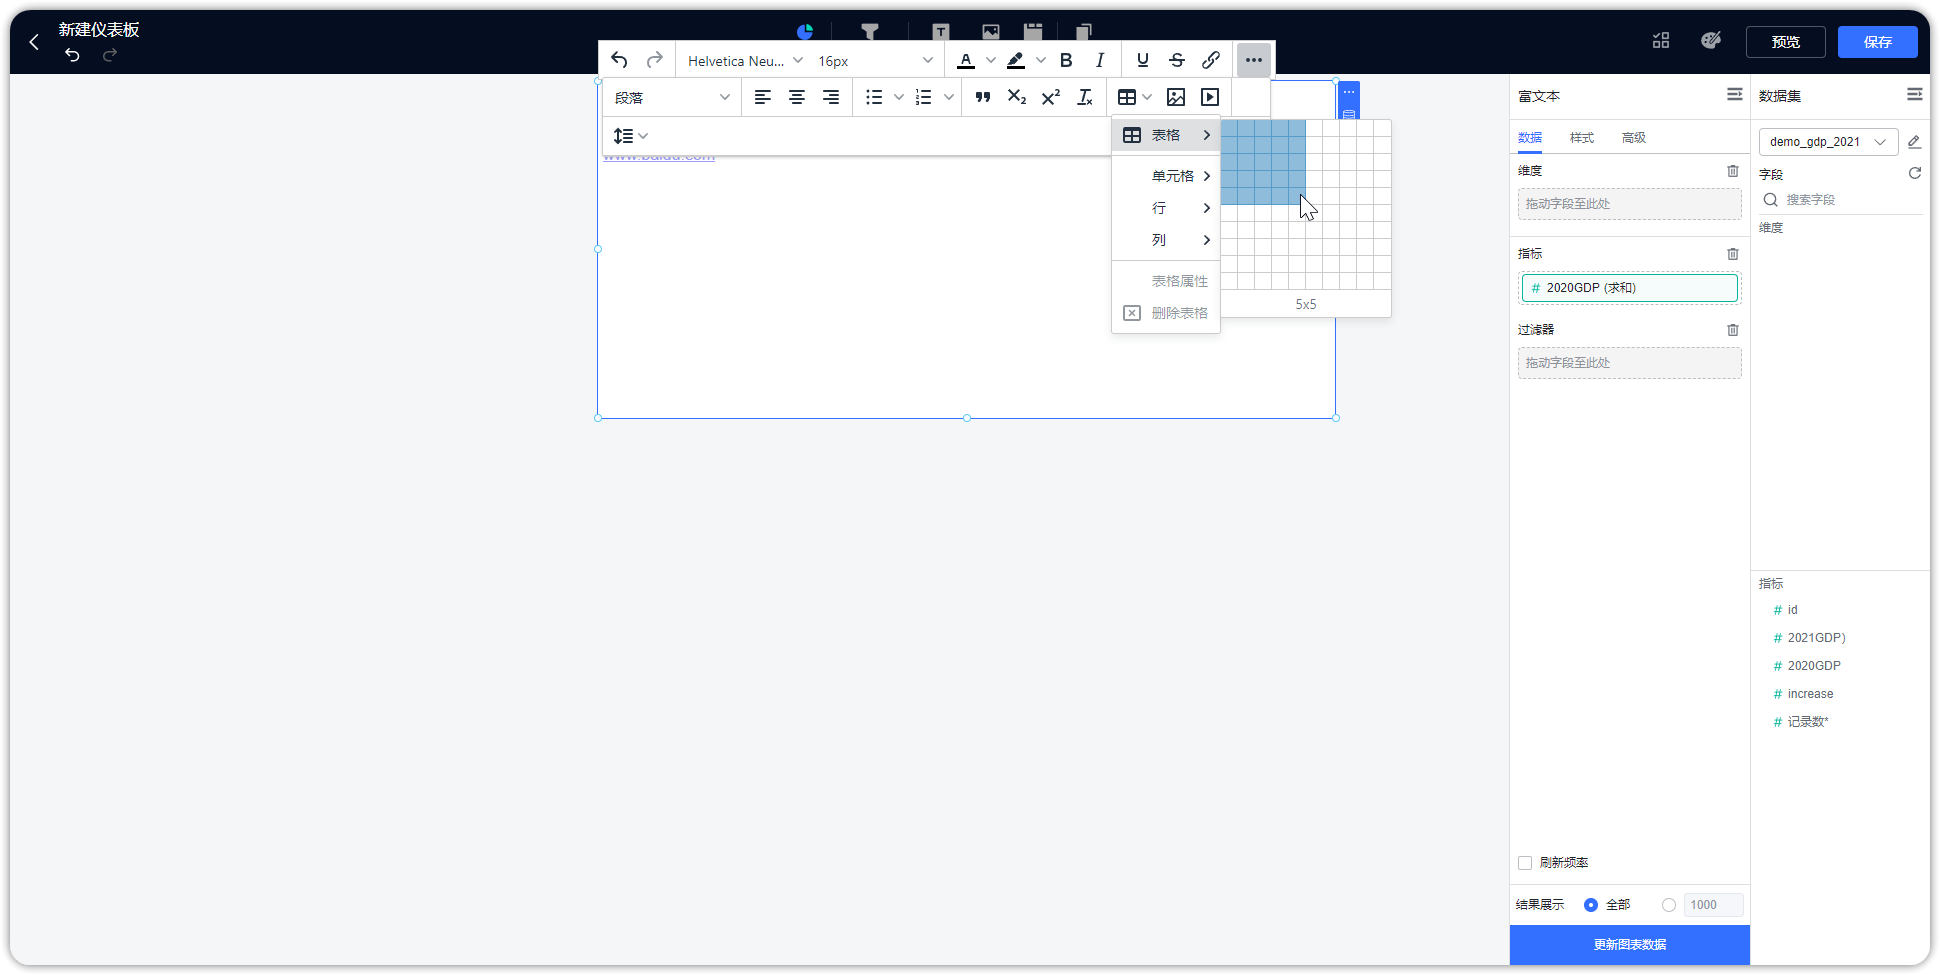 新建仪表板
预览
保存
Helvetica Neu...
16px
段落
www.baidu.com
表格
单元格
行
列
表格属性
删除表格
5x5
富文本
数据
样式
高级
维度
拖动字段至此处
指标
# 2020GDP (求和)
过滤器
拖动字段至此处
刷新频率
结果展示
全部
1000
更新图表数据
数据集
demo_gdp_2021
字段
搜索字段
维度
指标
# id
# 2021GDP)
# 2020GDP
# increase
# 记录数*